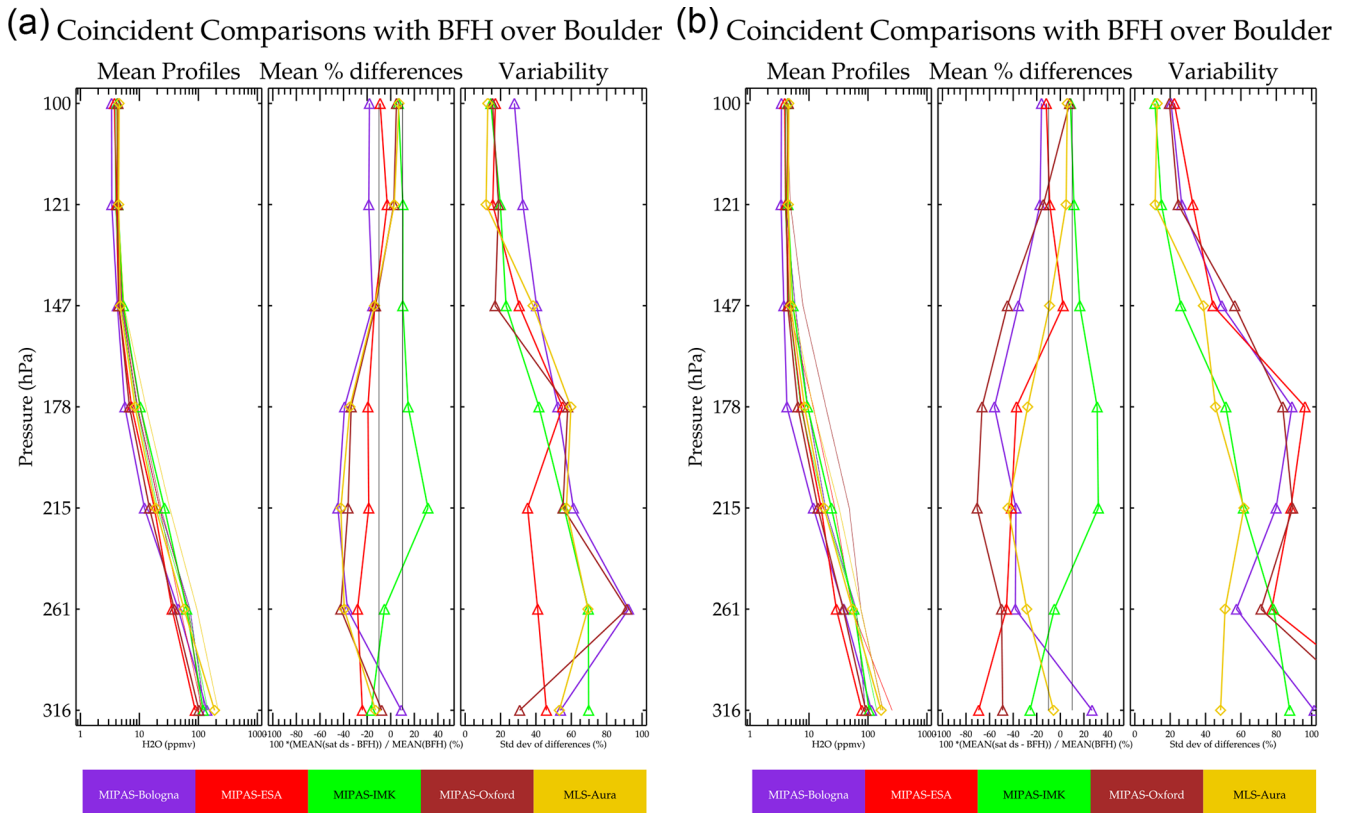 (a) Coincident Comparisons with BFH over Boulder
Mean Profiles Mean % differences Variability
Pressure (hPa)
100
121
147
178
215
261
316
1 10 100 1000
H2O (ppmv)
-100 -80 -60 -40 -20 0 20 40 60 80 100
100 *(MEAN(sat ds - BFH)) / MEAN(BFH) (%)
0 20 40 60 80 100
Std dev of differences (%)
MIPAS-Bologna MIPAS-ESA MIPAS-IMK MIPAS-Oxford MLS-Aura
(b) Coincident Comparisons with BFH over Boulder
Mean Profiles Mean % differences Variability
Pressure (hPa)
100
121
147
178
215
261
316
1 10 100 1000
H2O (ppmv)
-100 -80 -60 -40 -20 0 20 40 60 80 100
100 *(MEAN(sat ds - BFH)) / MEAN(BFH) (%)
0 20 40 60 80 100
Std dev of differences (%)
MIPAS-Bologna MIPAS-ESA MIPAS-IMK MIPAS-Oxford MLS-Aura